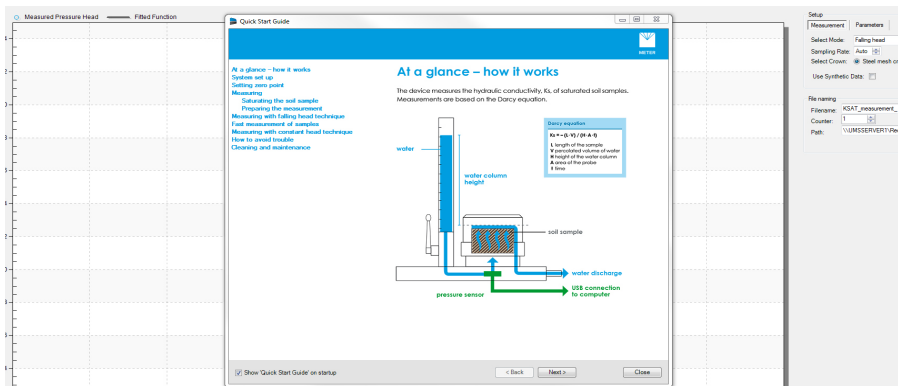 Measured Pressure Head
Fitted Function
Quick Start Guide
METER
At a glance – how it works
System set up
Setting zero point
Measuring
Saturating the soil sample
Preparing the measurement
Measuring with falling head technique
Fast measurement of samples
Measuring with constant head technique
How to avoid trouble
Cleaning and maintenance
At a glance – how it works
The device measures the hydraulic conductivity, Ks. of saturated soil samples.
Measurements are based on the Darcy equation.
Darcy equation
Ks = – (L·V) / (H·A·t)
L length of the sample
V percolated volume of water
H height of the water column
A area of the probe
t time
water
water column
height
soil sample
water discharge
USB connection
to computer
pressure sensor
Show 'Quick Start Guide' on startup
< Back
Next >
Close
Setup
Measurement
Parameters
Select Mode:
Falling head
Sampling Rate:
Auto
Select Crown:
Steel mesh or
Use Synthetic Data:
File naming
Filename:
KSAT_measurement_
Counter:
1
Path:
\\UMSSERVER1\Rec